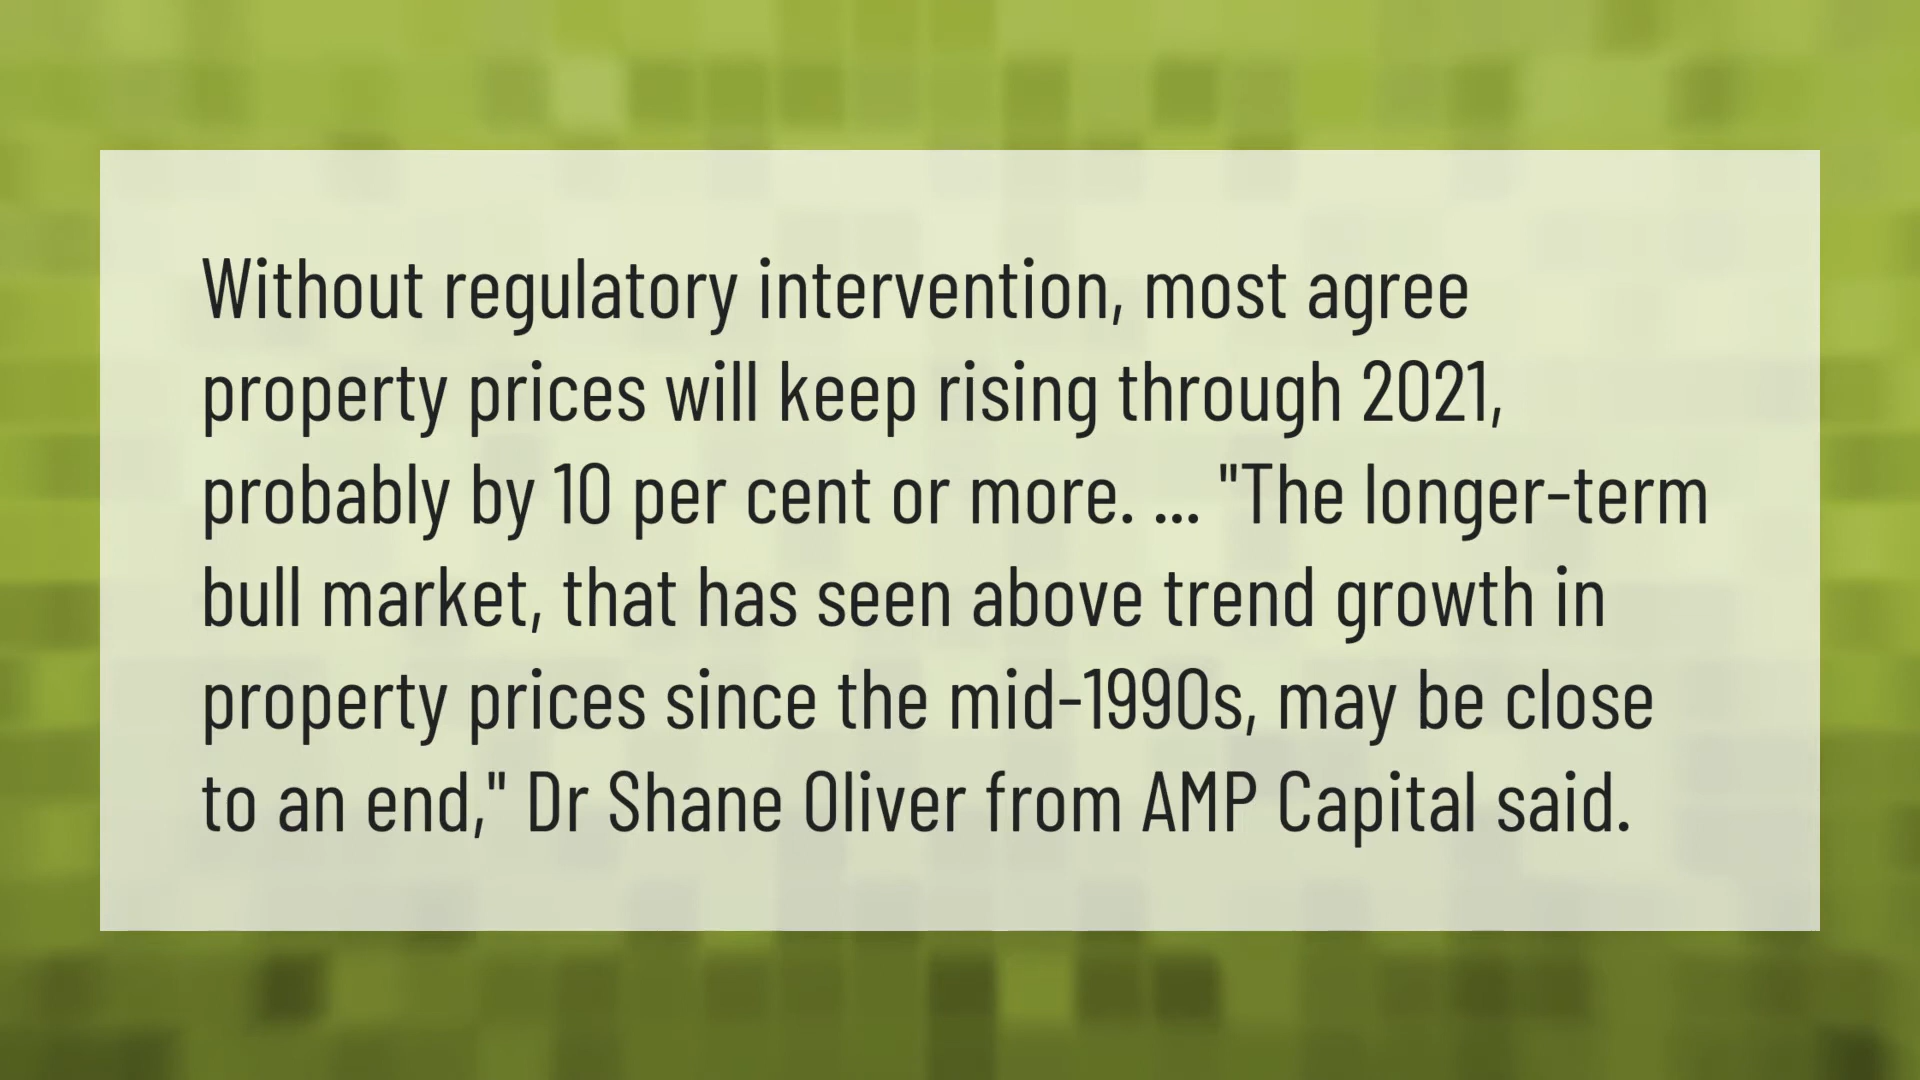 Without regulatory intervention, most agree
property prices will keep rising through 2021,
probably by 10 per cent or more. ... "The longer-term
bull market, that has seen above trend growth in
property prices since the mid-1990s, may be close
to an end," Dr Shane Oliver from AMP Capital said.